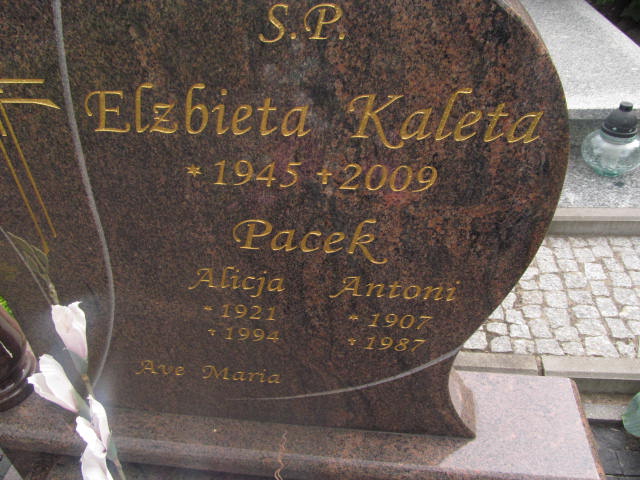 S.P.
Elżbieta Kaleta
* 1945 + 2009
Pacek
Alicja Antoni
* 1921 * 1907
* 1994 * 1987
Ave Maria